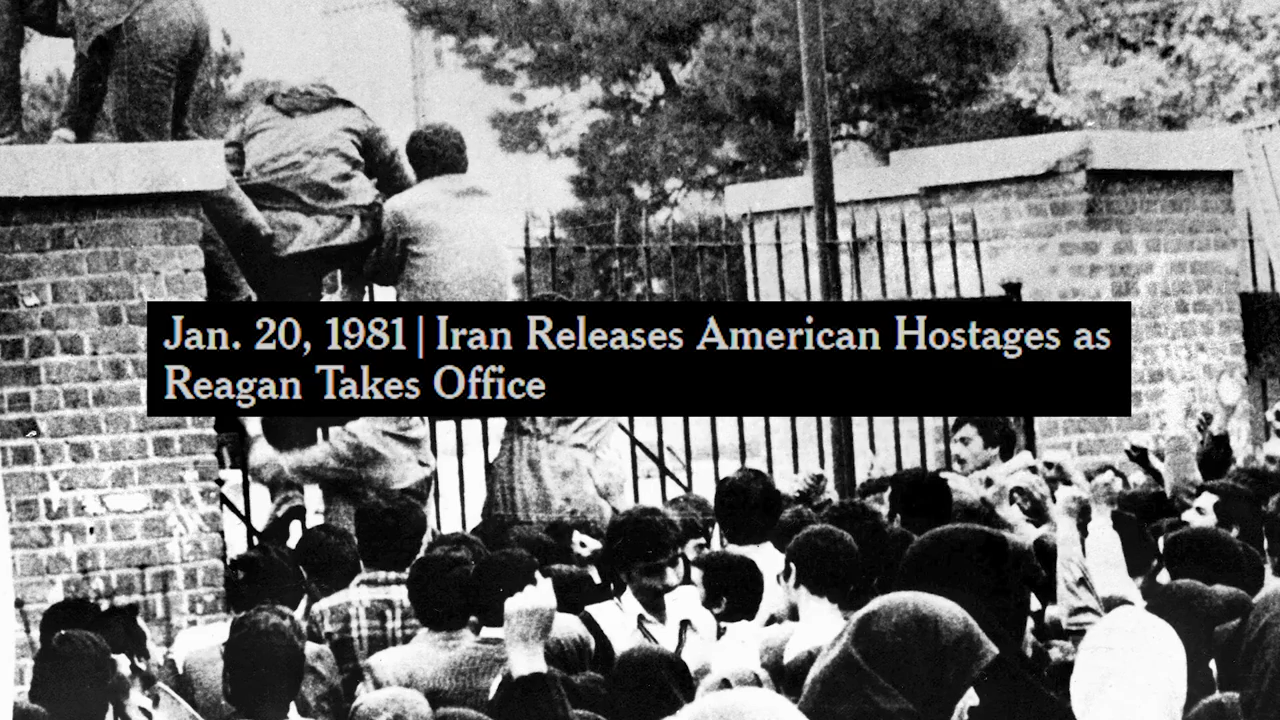 Jan. 20, 1981 | Iran Releases American Hostages as
Reagan Takes Office